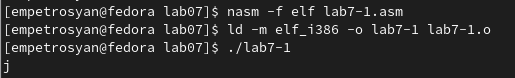 [empetrosyan@fedora lab07]$ nasm -f elf lab7-1.asm
[empetrosyan@fedora lab07]$ ld -m elf_i386 -o lab7-1 lab7-1.o
[empetrosyan@fedora lab07]$ ./lab7-1
j